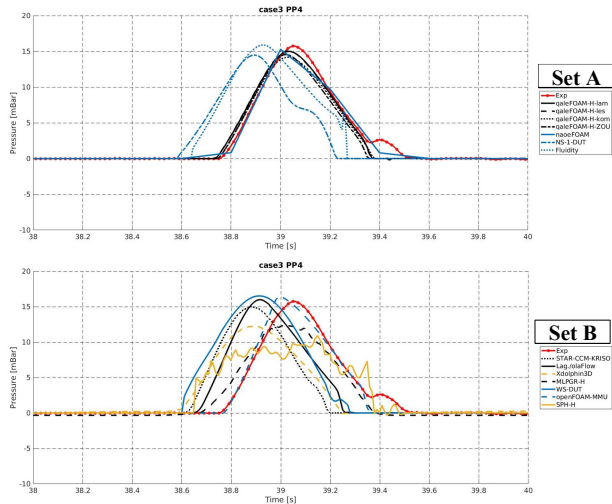 case3 PP4
20
15
10
5
0
-5
-10
Pressure [mBar]
38
38.2
38.4
38.6
38.8
39
39.2
39.4
39.6
39.8
40
Time [s]
Set A
Exp
qaleFOAM-H-lam
qaleFOAM-H-les
qaleFOAM-H-kom
qaleFOAM-H-ZOU
naoeFOAM
NS-1-DUT
Fluidity
case3 PP4
20
15
10
5
0
-5
-10
Pressure [mBar]
38
38.2
38.4
38.6
38.8
39
39.2
39.4
39.6
39.8
40
Time [s]
Set B
Exp
STAR-CCM-KRISO
Lag./olaFlow
Xdolphin3D
MLPGR-H
WS-DUT
openFOAM-MMU
SPH-H